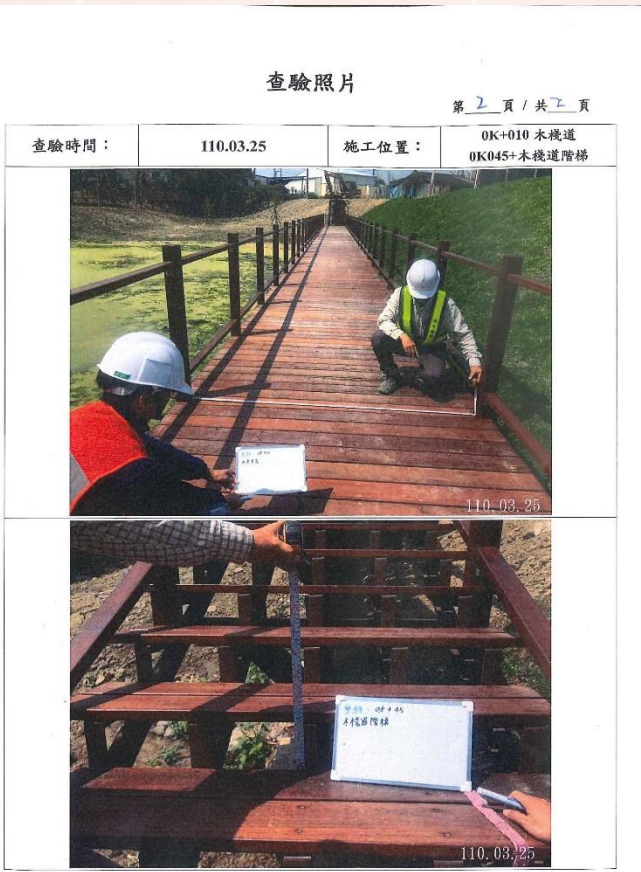 查驗照片
第 2 頁 / 共 2 頁
查驗時間：
110.03.25
施工位置：
0K+010 木棧道
0K045+木棧道階梯
110.03.25
0K+45
木棧道階梯
110.03.25